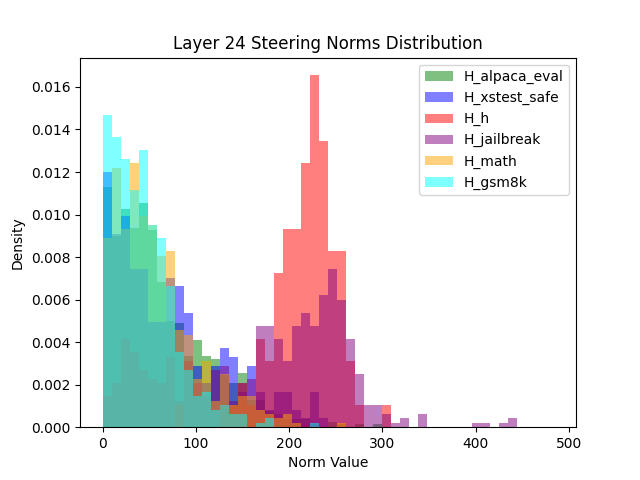 Layer 24 Steering Norms Distribution
0.016
0.014
0.012
0.010
0.008
0.006
0.004
0.002
0.000
Density
H_alpaca_eval
H_xstest_safe
H_h
H_jailbreak
H_math
H_gsm8k
0 100 200 300 400 500
Norm Value